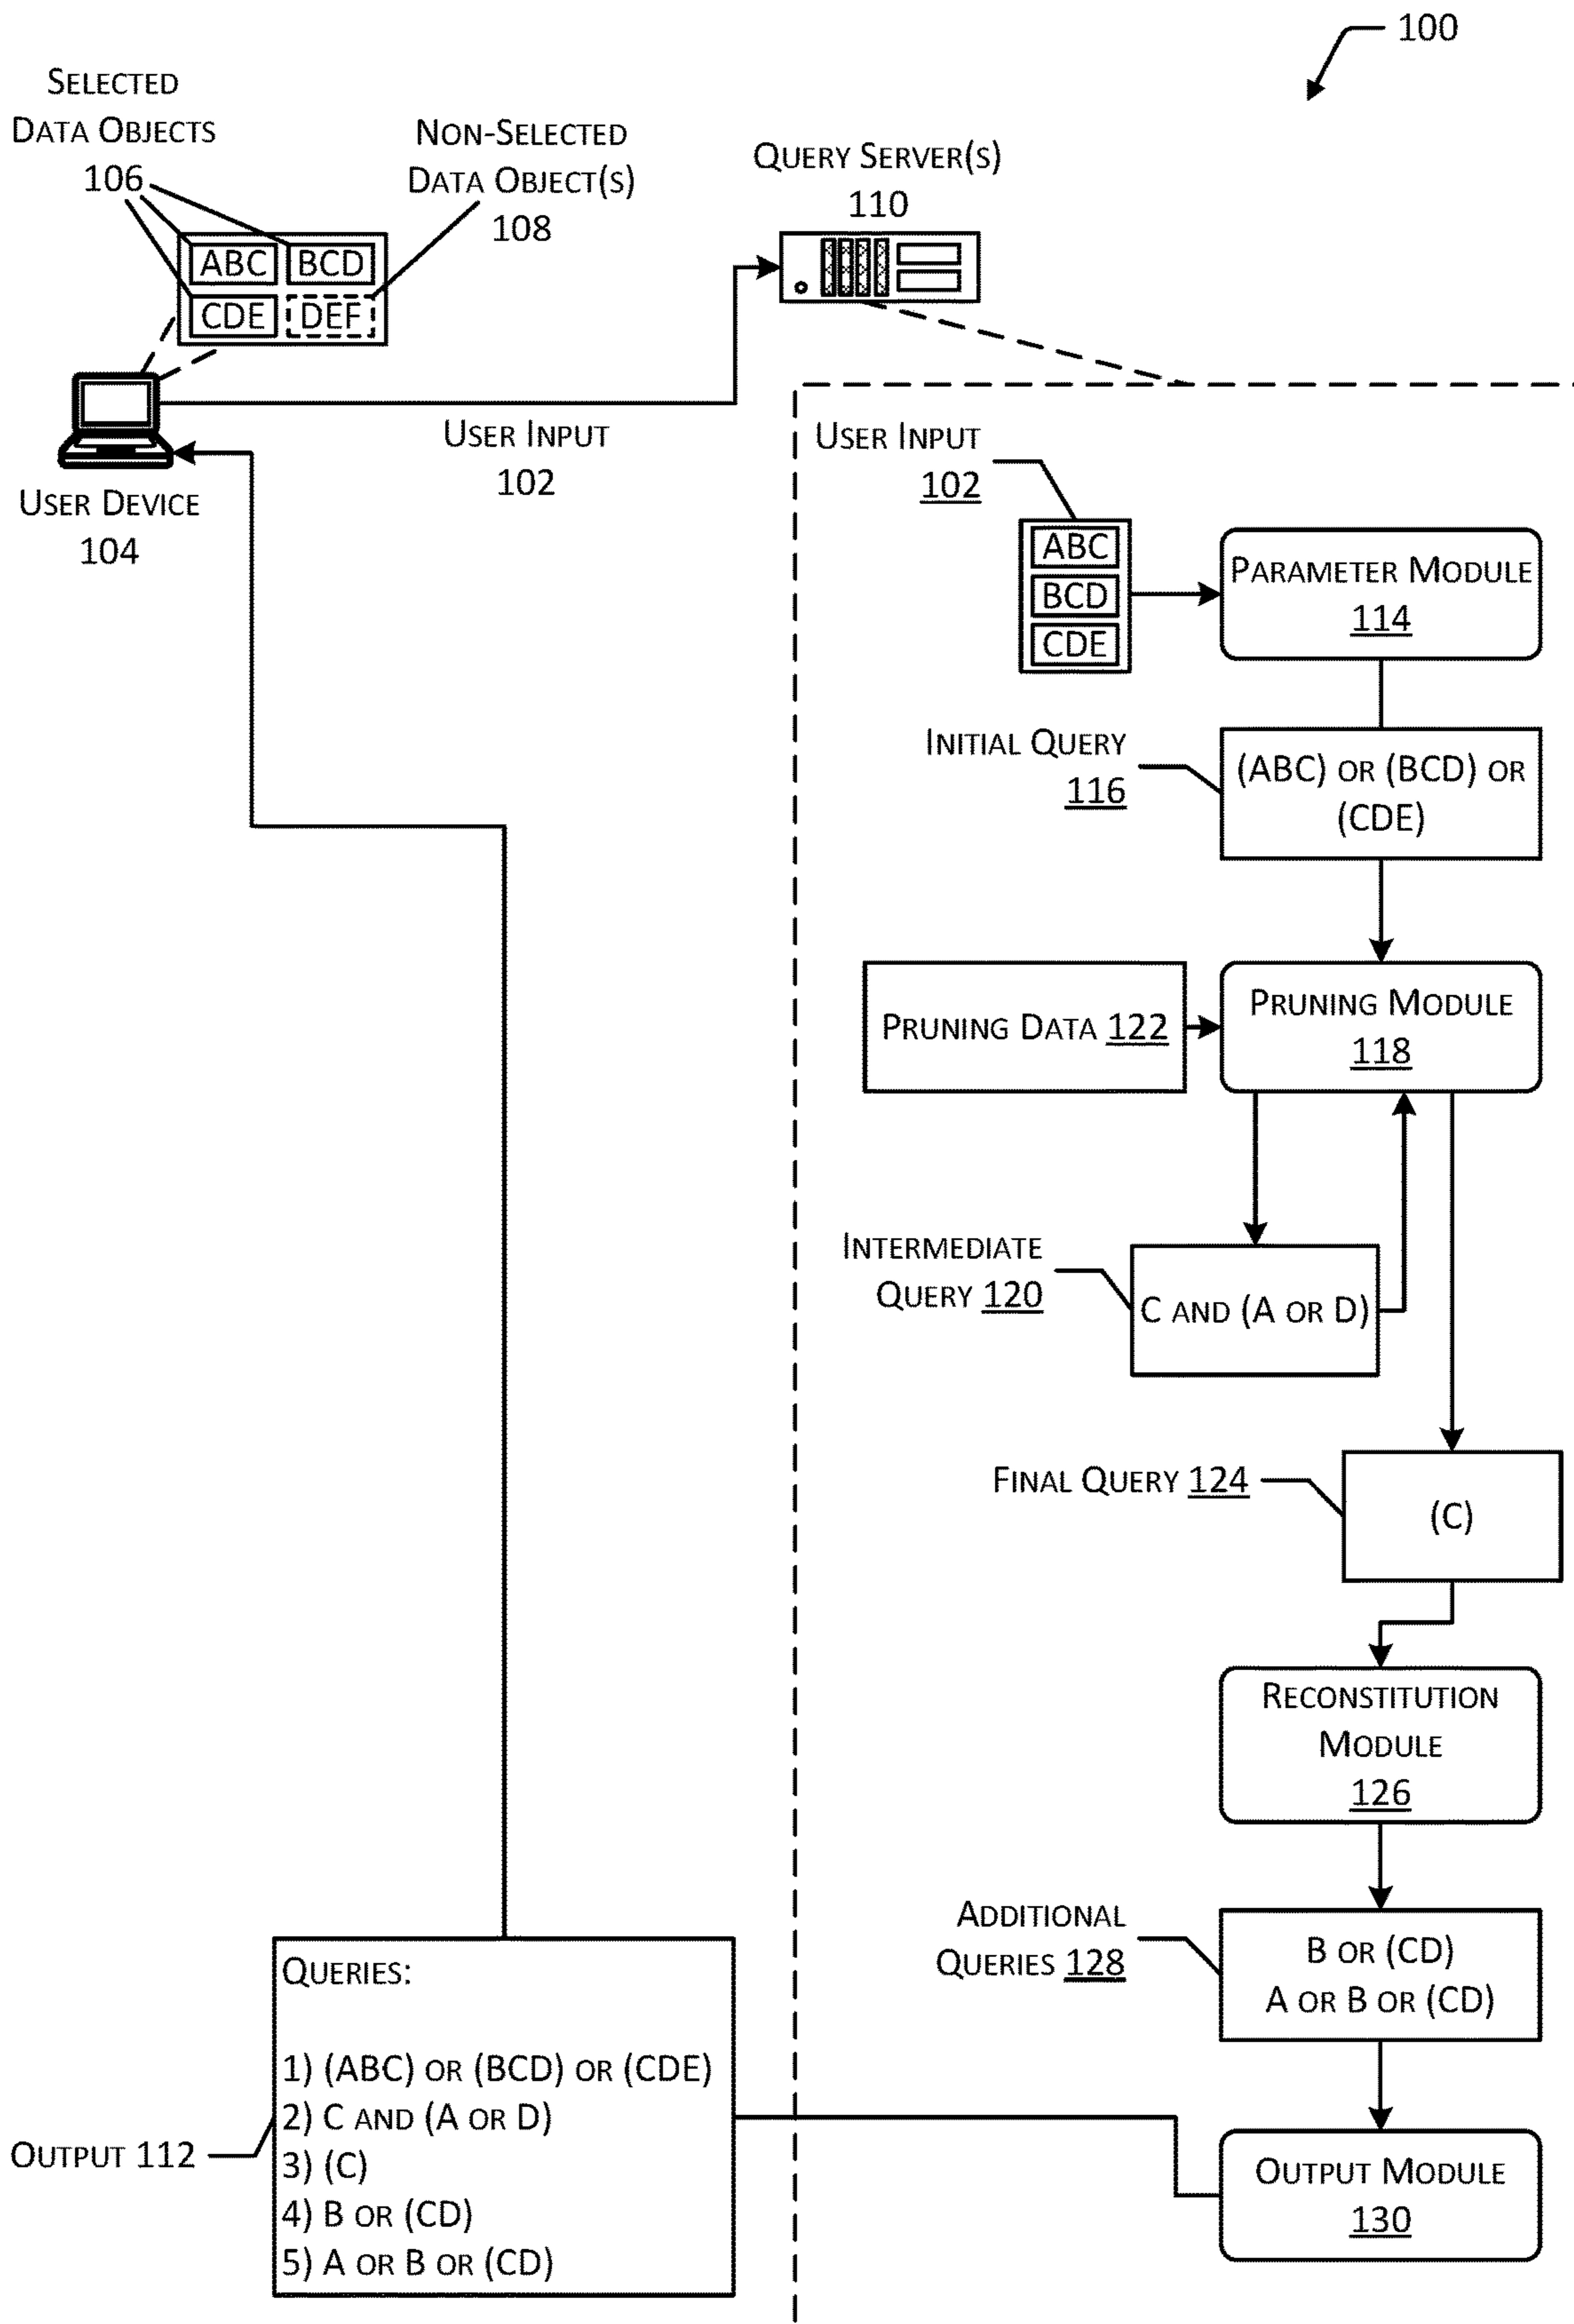 100
SELECTED
DATA OBJECTS
106
NON-SELECTED
DATA OBJECT(S)
108
QUERY SERVER(S)
110
ABC BCD
CDE DEF
USER INPUT
102
USER DEVICE
104
USER INPUT
102
ABC
BCD
CDE
PARAMETER MODULE
114
INITIAL QUERY
116
(ABC) OR (BCD) OR
(CDE)
PRUNING DATA 122
PRUNING MODULE
118
INTERMEDIATE
QUERY 120
C AND (A OR D)
FINAL QUERY 124
(C)
RECONSTITUTION
MODULE
126
ADDITIONAL
QUERIES 128
B OR (CD)
A OR B OR (CD)
QUERIES:
1) (ABC) OR (BCD) OR (CDE)
2) C AND (A OR D)
3) (C)
4) B OR (CD)
5) A OR B OR (CD)
OUTPUT 112
OUTPUT MODULE
130